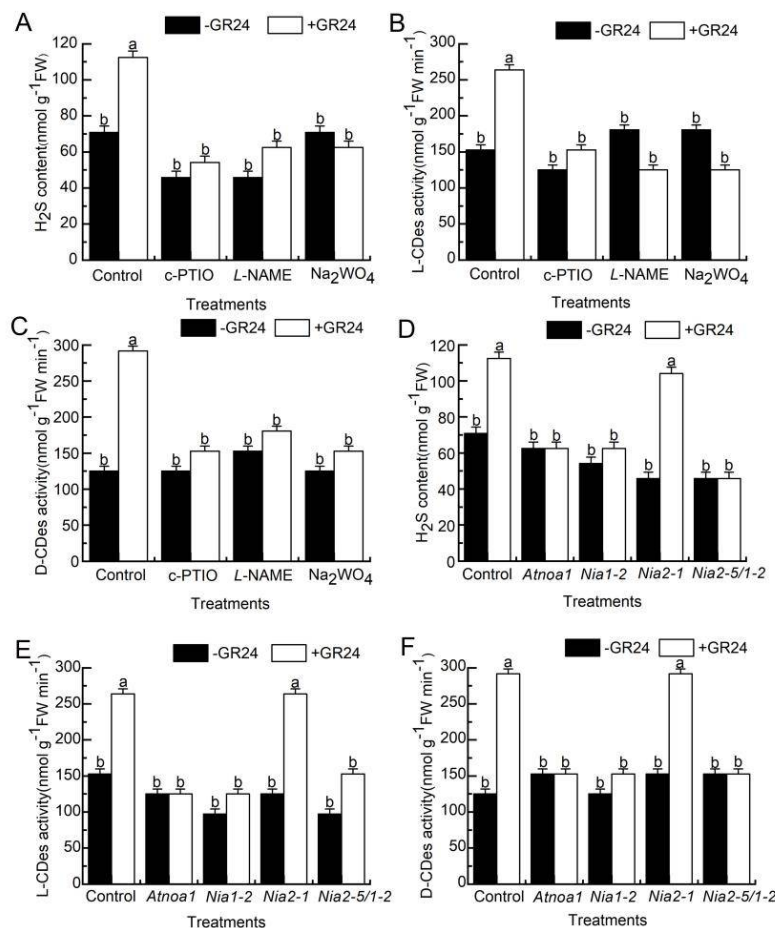 A
-GR24 +GR24
H₂S content(nmol g⁻¹FW)
120
100
80
60
40
20
0
b a b b b b b b
Control c-PTIO L-NAME Na₂WO₄
Treatments
B
-GR24 +GR24
L-CDes activity(nmol g⁻¹FW min⁻¹)
300
250
200
150
100
50
0
b a b b b b b b
Control c-PTIO L-NAME Na₂WO₄
Treatments
C
-GR24 +GR24
D-CDes activity(nmol g⁻¹FW min⁻¹)
300
250
200
150
100
50
0
b a b b b b b b
Control c-PTIO L-NAME Na₂WO₄
Treatments
D
-GR24 +GR24
H₂S content(nmol g⁻¹FW)
120
100
80
60
40
20
0
b a b b b b b a b b
Control Atnoa1 Nia1-2 Nia2-1 Nia2-5/1-2
Treatments
E
-GR24 +GR24
L-CDes activity(nmol g⁻¹FW min⁻¹)
300
250
200
150
100
50
0
b a b b b b b a b b
Control Atnoa1 Nia1-2 Nia2-1 Nia2-5/1-2
Treatments
F
-GR24 +GR24
D-CDes activity(nmol g⁻¹FW min⁻¹)
300
250
200
150
100
50
0
b a b b b b b a b b
Control Atnoa1 Nia1-2 Nia2-1 Nia2-5/1-2
Treatments